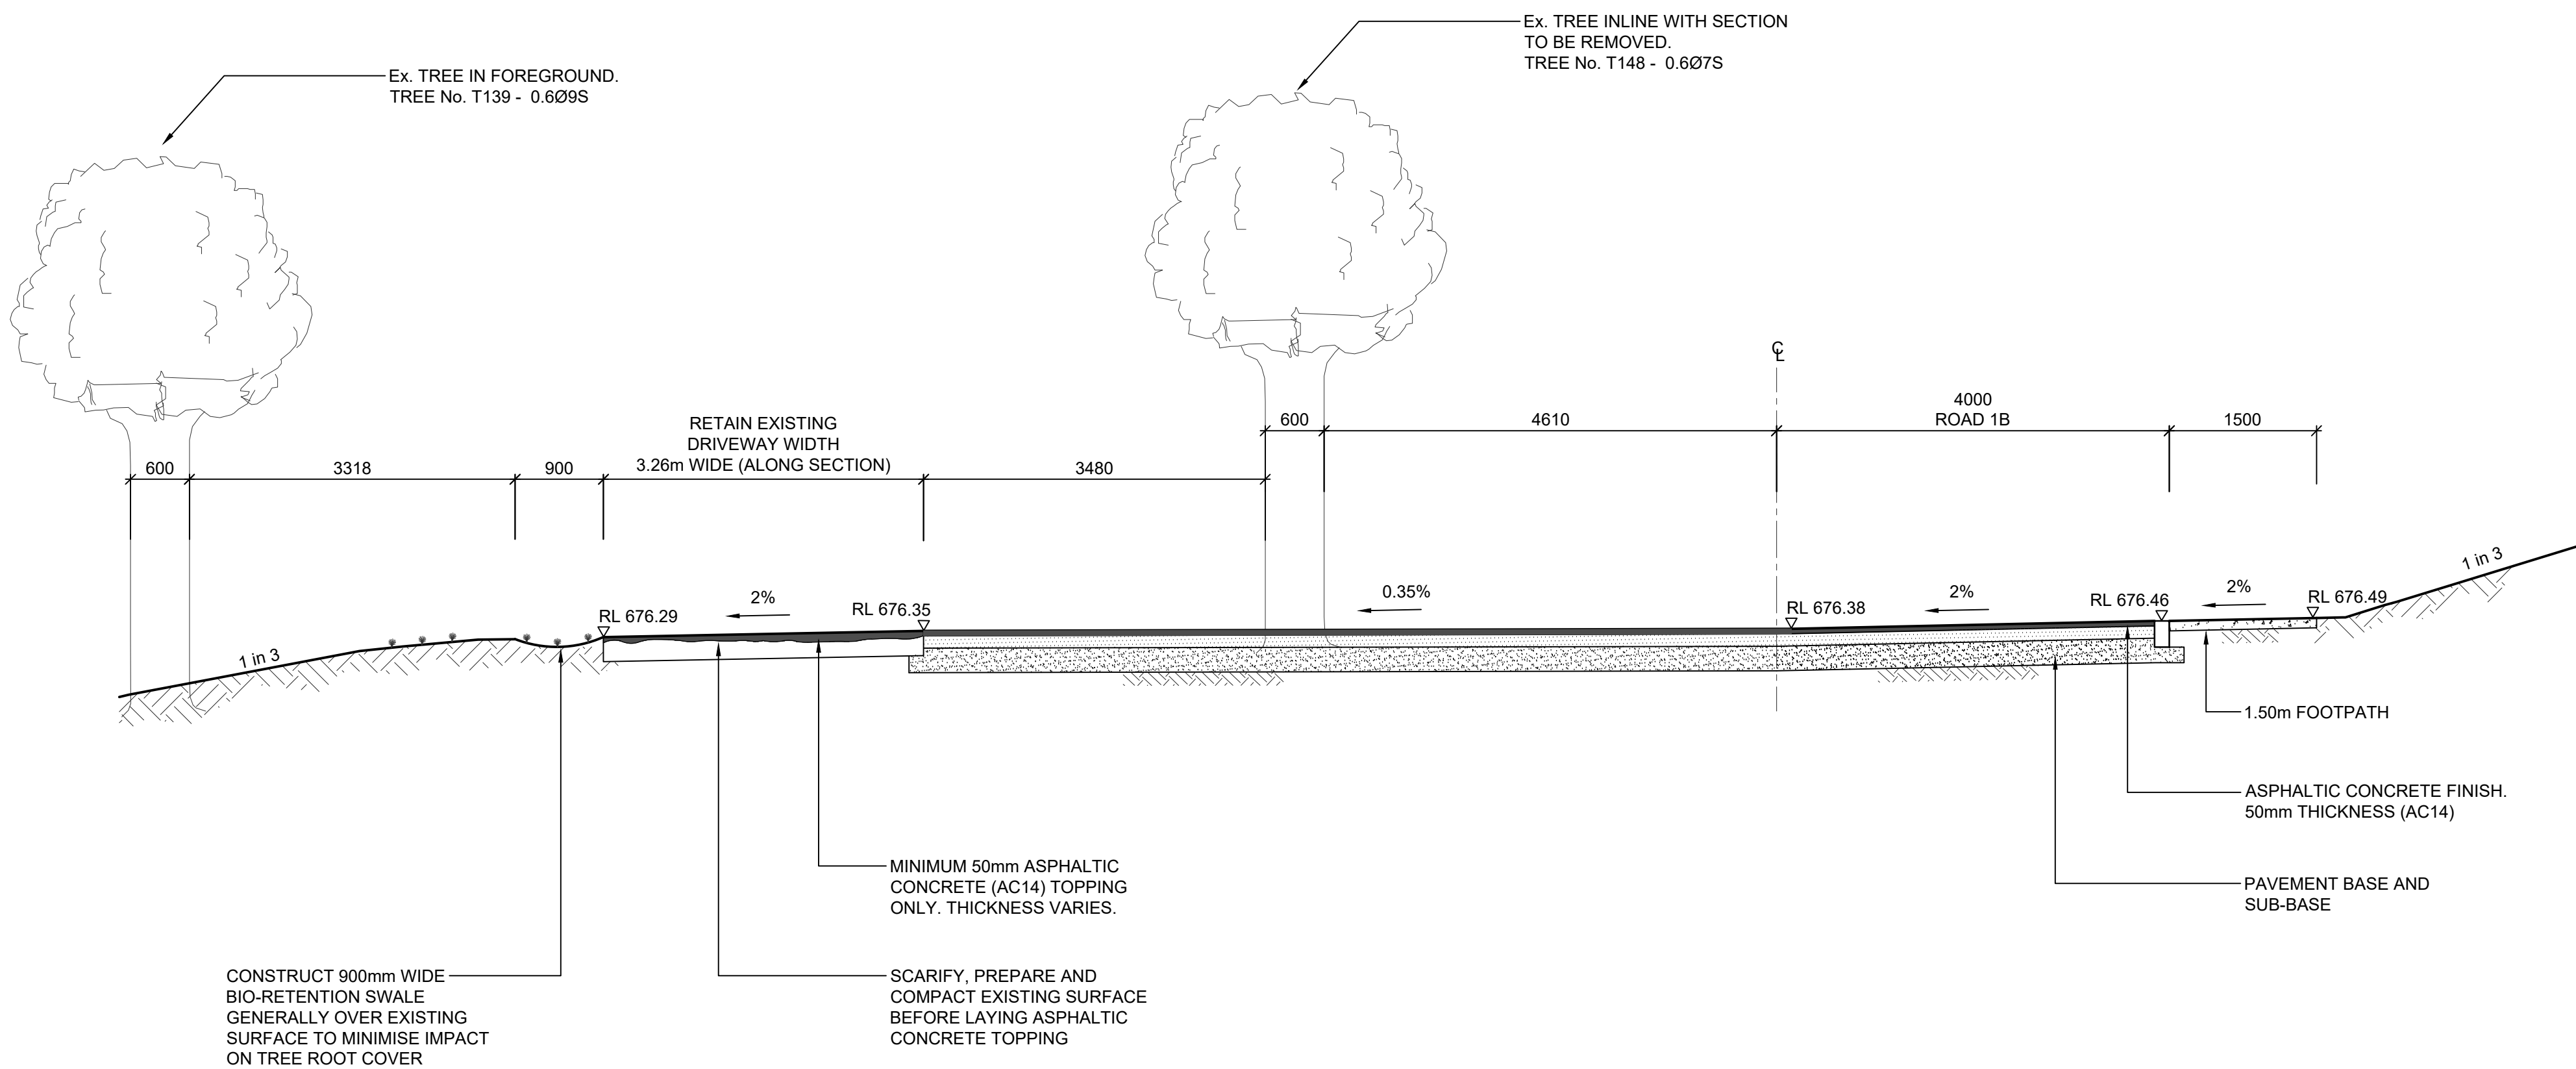 Ex. TREE INLINE WITH SECTION
TO BE REMOVED.
TREE No. T148 - 0.6Ø7S
Ex. TREE IN FOREGROUND.
TREE No. T139 - 0.6Ø9S
℄
RETAIN EXISTING
DRIVEWAY WIDTH
3.26m WIDE (ALONG SECTION)
600
3318
900
3480
600
4610
4000
ROAD 1B
1500
1 in 3
RL 676.29
2%
RL 676.35
0.35%
RL 676.38
2%
RL 676.46
2%
RL 676.49
1 in 3
1.50m FOOTPATH
ASPHALTIC CONCRETE FINISH.
50mm THICKNESS (AC14)
PAVEMENT BASE AND
SUB-BASE
MINIMUM 50mm ASPHALTIC
CONCRETE (AC14) TOPPING
ONLY. THICKNESS VARIES.
CONSTRUCT 900mm WIDE
BIO-RETENTION SWALE
GENERALLY OVER EXISTING
SURFACE TO MINIMISE IMPACT
ON TREE ROOT COVER
SCARIFY, PREPARE AND
COMPACT EXISTING SURFACE
BEFORE LAYING ASPHALTIC
CONCRETE TOPPING